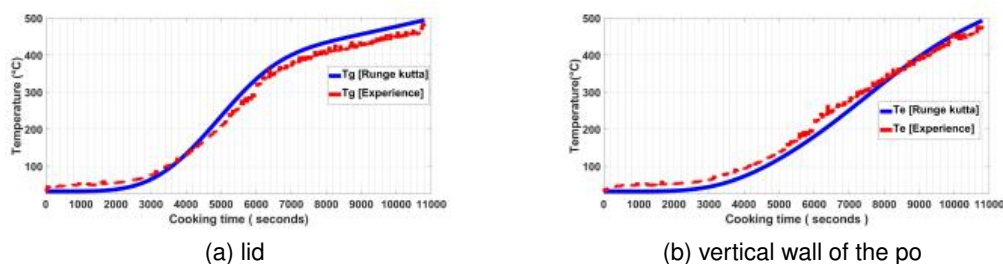 500
400
300
200
100
Temperature (°C)
Tg [Runge kutta]
Tg [Experience]
0 1000 2000 3000 4000 5000 6000 7000 8000 9000 10000 11000
Cooking time ( seconds)
(a) lid
500
400
300
200
100
Temperature(°C)
Te [Runge kutta]
Te [Experience]
0 1000 2000 3000 4000 5000 6000 7000 8000 9000 10000 11000
Cooking time ( seconds )
(b) vertical wall of the po